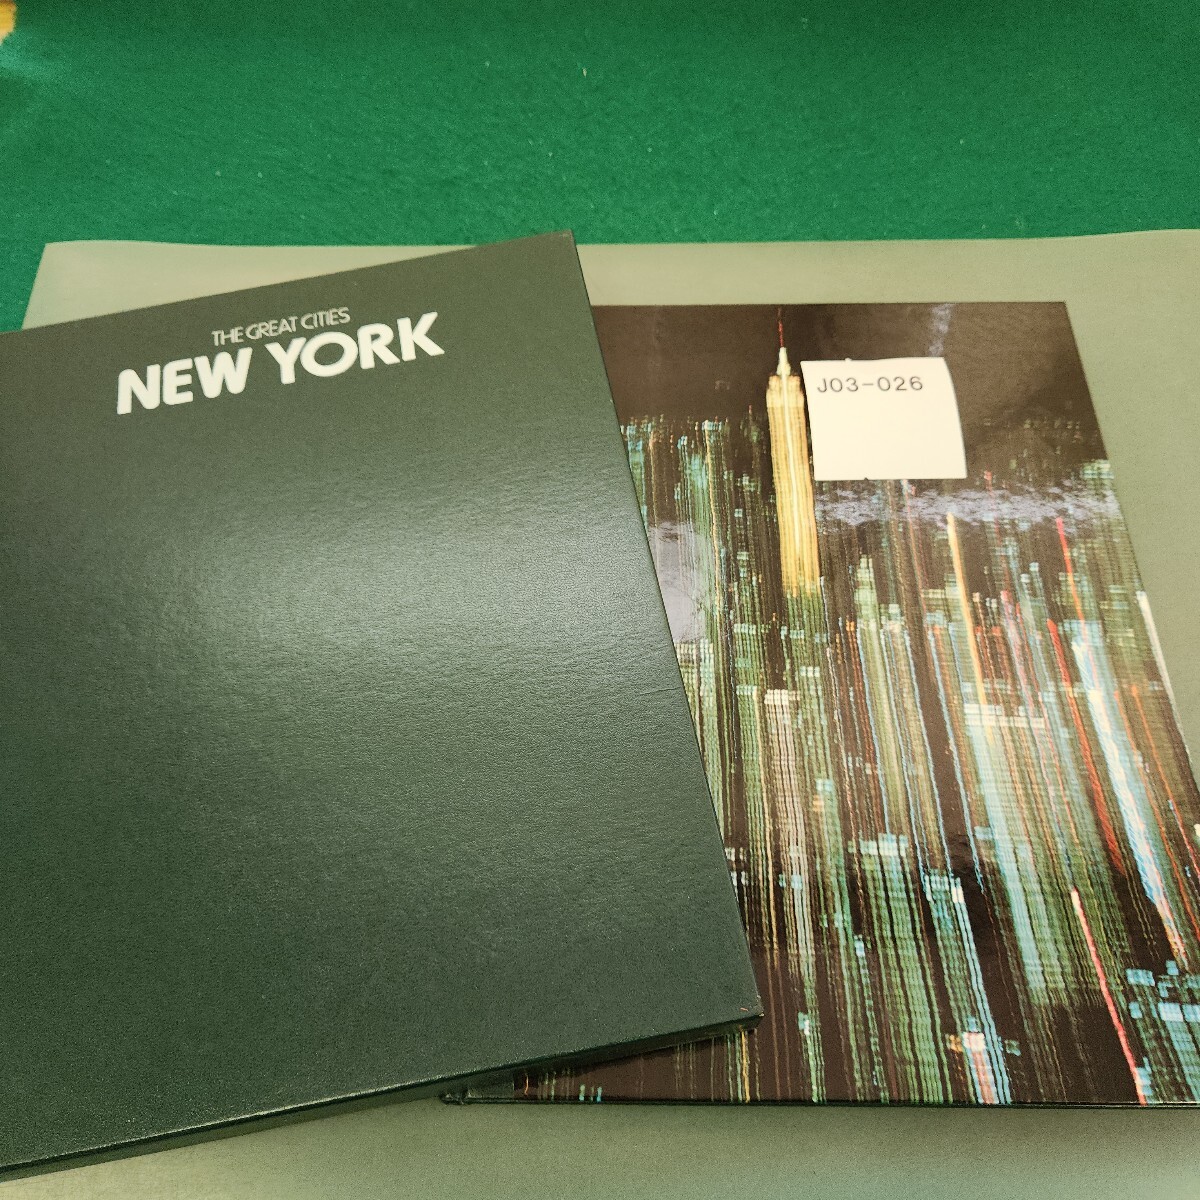 THE GREAT CITIES
NEW YORK
J03-026